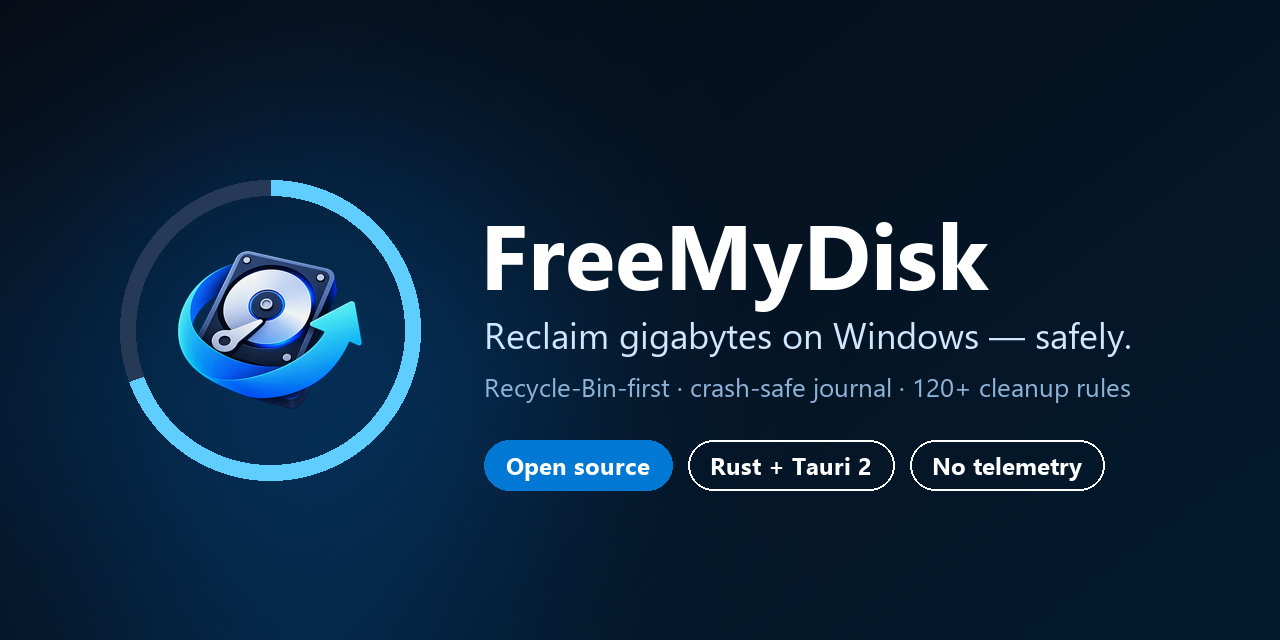 FreeMyDisk
Reclaim gigabytes on Windows — safely.
Recycle-Bin-first · crash-safe journal · 120+ cleanup rules
Open source
Rust + Tauri 2
No telemetry